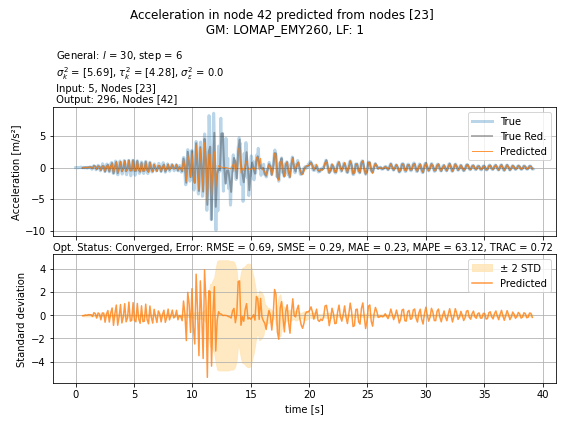 Acceleration in node 42 predicted from nodes [23]
GM: LOMAP_EMY260, LF: 1
General: l = 30, step = 6
σ²ₖ = [5.69], τ²ₖ = [4.28], σ²ε = 0.0
Input: 5, Nodes [23]
Output: 296, Nodes [42]
Acceleration [m/s²]
5
0
−5
−10
True
True Red.
Predicted
Opt. Status: Converged, Error: RMSE = 0.69, SMSE = 0.29, MAE = 0.23, MAPE = 63.12, TRAC = 0.72
Standard deviation
4
2
0
−2
−4
± 2 STD
Predicted
0 5 10 15 20 25 30 35 40
time [s]